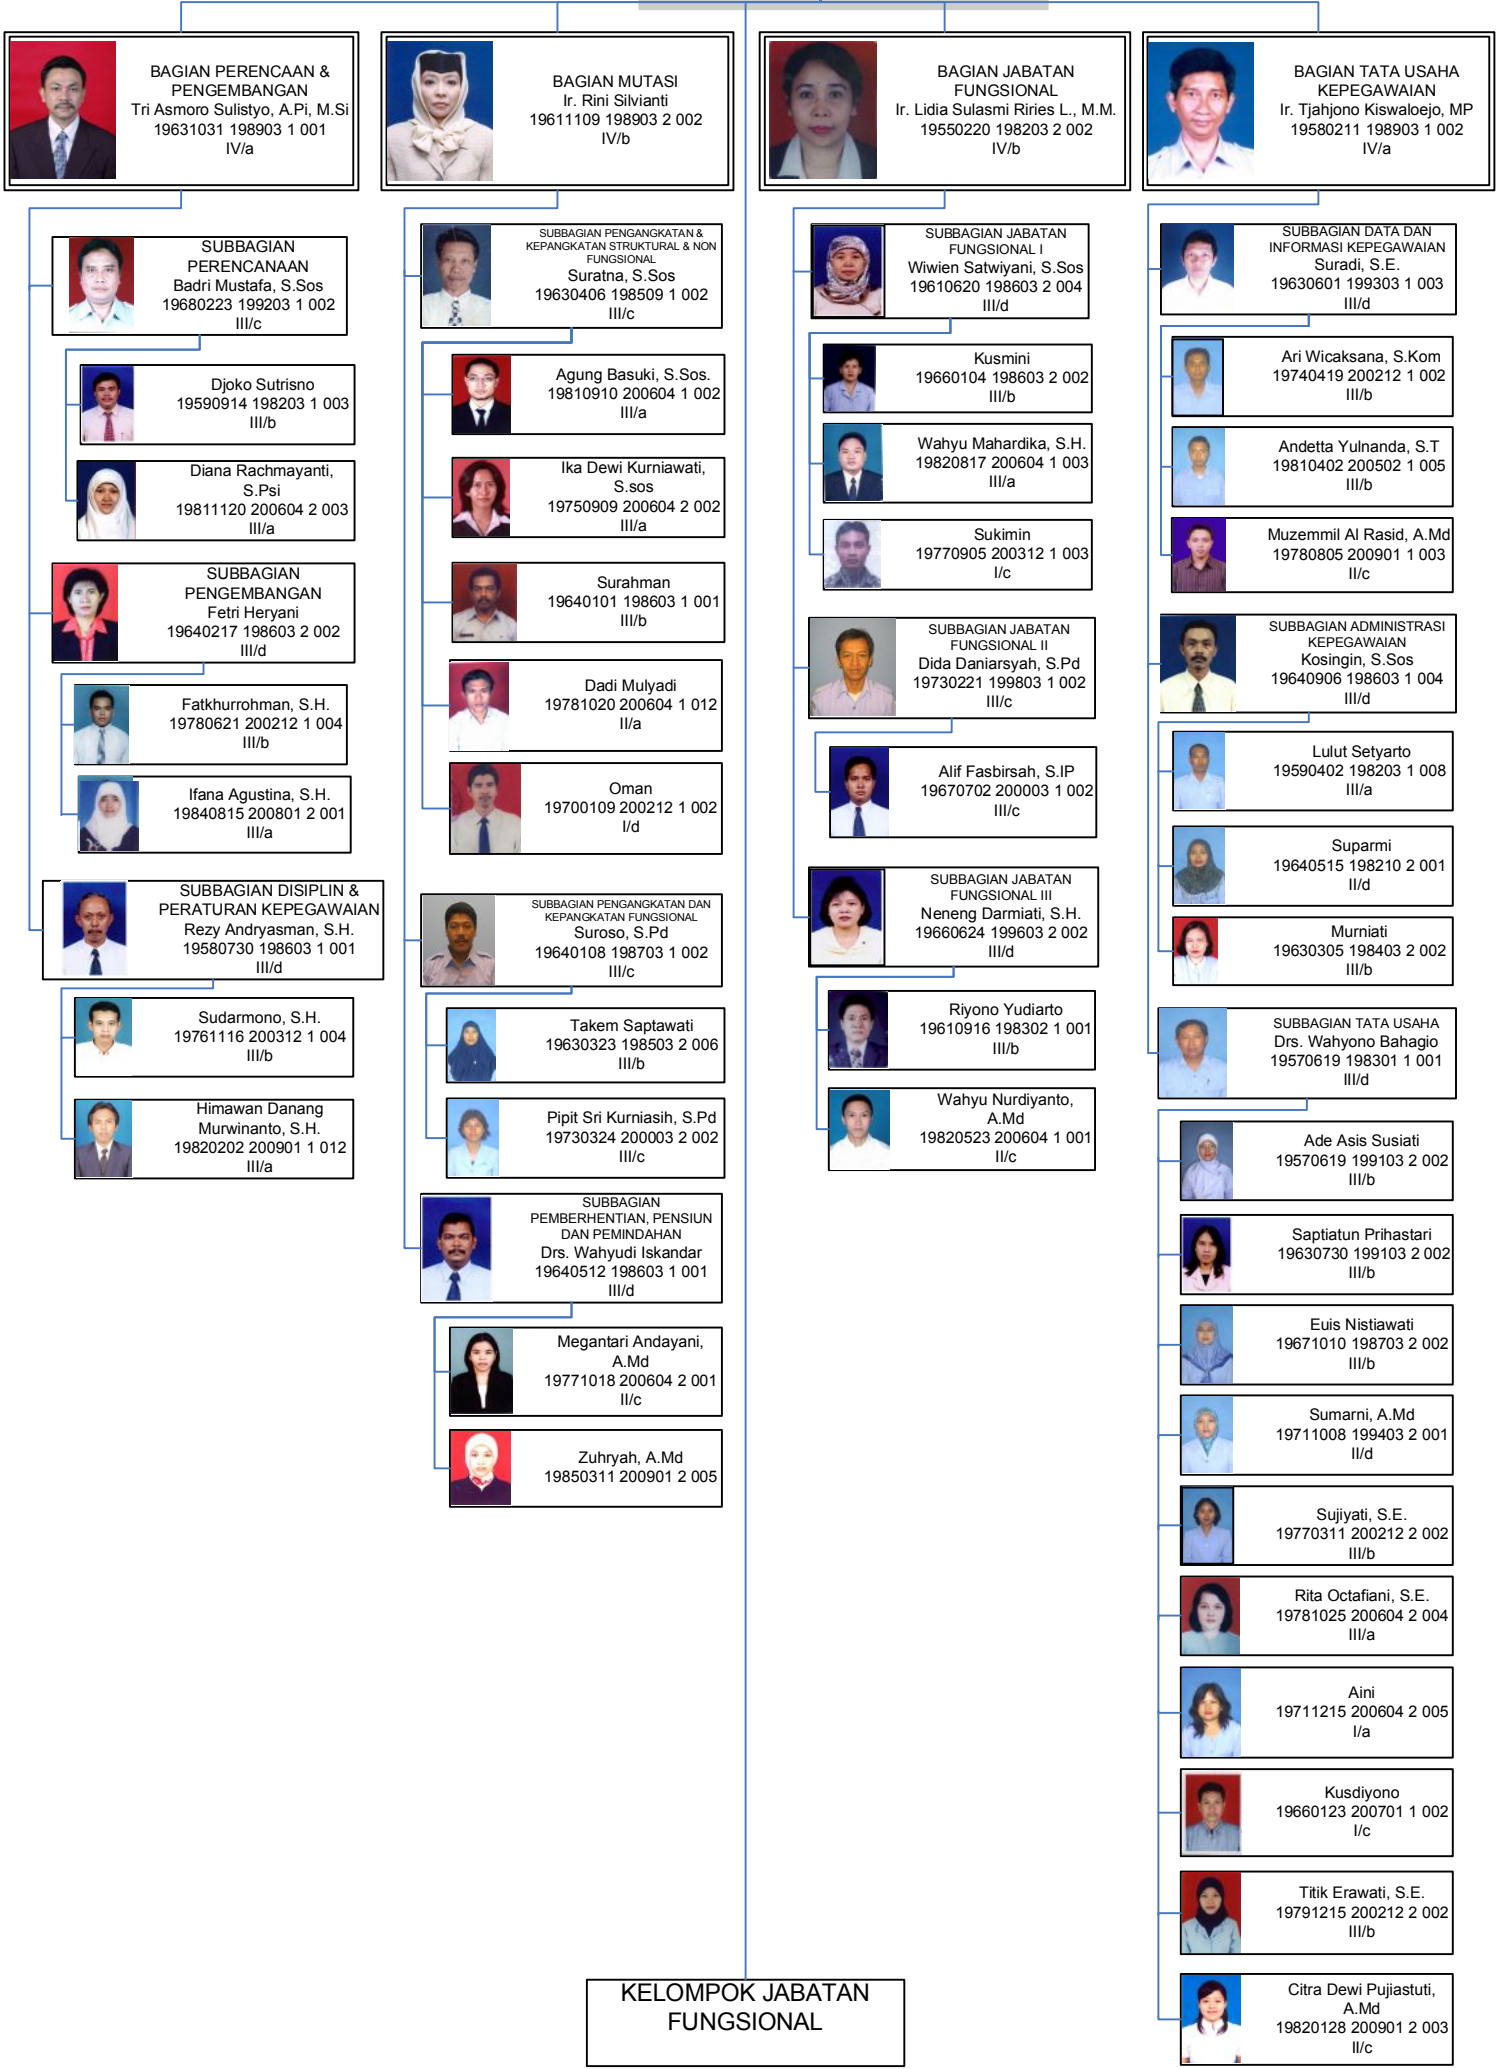 BAGIAN PERENCAAN &
PENGEMBANGAN
Tri Asmoro Sulistyo, A.Pi, M.Si
19631031 198903 1 001
IV/a
SUBBAGIAN
PERENCANAAN
Badri Mustafa, S.Sos
19680223 199203 1 002
III/c
Djoko Sutrisno
19590914 198203 1 003
III/b
Diana Rachmayanti,
S.Psi
19811120 200604 2 003
III/a
SUBBAGIAN
PENGEMBANGAN
Fetri Heryani
19640217 198603 2 002
III/d
Fatkhurrohman, S.H.
19780621 200212 1 004
III/b
Ifana Agustina, S.H.
19840815 200801 2 001
III/a
SUBBAGIAN DISIPLIN &
PERATURAN KEPEGAWAIAN
Rezy Andryasman, S.H.
19580730 198603 1 001
III/d
Sudarmono, S.H.
19761116 200312 1 004
III/b
Himawan Danang
Murwinanto, S.H.
19820202 200901 1 012
III/a
BAGIAN MUTASI
Ir. Rini Silvianti
19611109 198903 2 002
IV/b
SUBBAGIAN PENGANGKATAN &
KEPANGKATAN STRUKTURAL & NON
FUNGSIONAL
Suratna, S.Sos
19630406 198509 1 002
III/c
Agung Basuki, S.Sos.
19810910 200604 1 002
III/a
Ika Dewi Kurniawati,
S.sos
19750909 200604 2 002
III/a
Surahman
19640101 198603 1 001
III/b
Dadi Mulyadi
19781020 200604 1 012
II/a
Oman
19700109 200212 1 002
I/d
SUBBAGIAN PENGANGKATAN DAN
KEPANGKATAN FUNGSIONAL
Suroso, S.Pd
19640108 198703 1 002
III/c
Takem Saptawati
19630323 198503 2 006
III/b
Pipit Sri Kurniasih, S.Pd
19730324 200003 2 002
III/c
SUBBAGIAN
PEMBERHENTIAN, PENSIUN
DAN PEMINDAHAN
Drs. Wahyudi Iskandar
19640512 198603 1 001
III/d
Megantari Andayani,
A.Md
19771018 200604 2 001
II/c
Zuhryah, A.Md
19850311 200901 2 005
BAGIAN JABATAN
FUNGSIONAL
Ir. Lidia Sulasmi Riries L., M.M.
19550220 198203 2 002
IV/b
SUBBAGIAN JABATAN
FUNGSIONAL I
Wiwien Satwiyani, S.Sos
19610620 198603 2 004
III/d
Kusmini
19660104 198603 2 002
III/b
Wahyu Mahardika, S.H.
19820817 200604 1 003
III/a
Sukimin
19770905 200312 1 003
I/c
SUBBAGIAN JABATAN
FUNGSIONAL II
Dida Daniarsyah, S.Pd
19730221 199803 1 002
III/c
Alif Fasbirsah, S.IP
19670702 200003 1 002
III/c
SUBBAGIAN JABATAN
FUNGSIONAL III
Neneng Darmiati, S.H.
19660624 199603 2 002
III/d
Riyono Yudiarto
19610916 198302 1 001
III/b
Wahyu Nurdiyanto,
A.Md
19820523 200604 1 001
II/c
BAGIAN TATA USAHA
KEPEGAWAIAN
Ir. Tjahjono Kiswaloejo, MP
19580211 198903 1 002
IV/a
SUBBAGIAN DATA DAN
INFORMASI KEPEGAWAIAN
Suradi, S.E.
19630601 199303 1 003
III/d
Ari Wicaksana, S.Kom
19740419 200212 1 002
III/b
Andetta Yulnanda, S.T
19810402 200502 1 005
III/b
Muzemmil Al Rasid, A.Md
19780805 200901 1 003
II/c
SUBBAGIAN ADMINISTRASI
KEPEGAWAIAN
Kosingin, S.Sos
19640906 198603 1 004
III/d
Lulut Setyarto
19590402 198203 1 008
III/a
Suparmi
19640515 198210 2 001
II/d
Murniati
19630305 198403 2 002
III/b
SUBBAGIAN TATA USAHA
Drs. Wahyono Bahagio
19570619 198301 1 001
III/d
Ade Asis Susiati
19570619 199103 2 002
III/b
Saptiatun Prihastari
19630730 199103 2 002
III/b
Euis Nistiawati
19671010 198703 2 002
III/b
Sumarni, A.Md
19711008 199403 2 001
II/d
Sujiyati, S.E.
19770311 200212 2 002
III/b
Rita Octafiani, S.E.
19781025 200604 2 004
III/a
Aini
19711215 200604 2 005
I/a
Kusdiyono
19660123 200701 1 002
I/c
Titik Erawati, S.E.
19791215 200212 2 002
III/b
Citra Dewi Pujiastuti,
A.Md
19820128 200901 2 003
II/c
KELOMPOK JABATAN
FUNGSIONAL